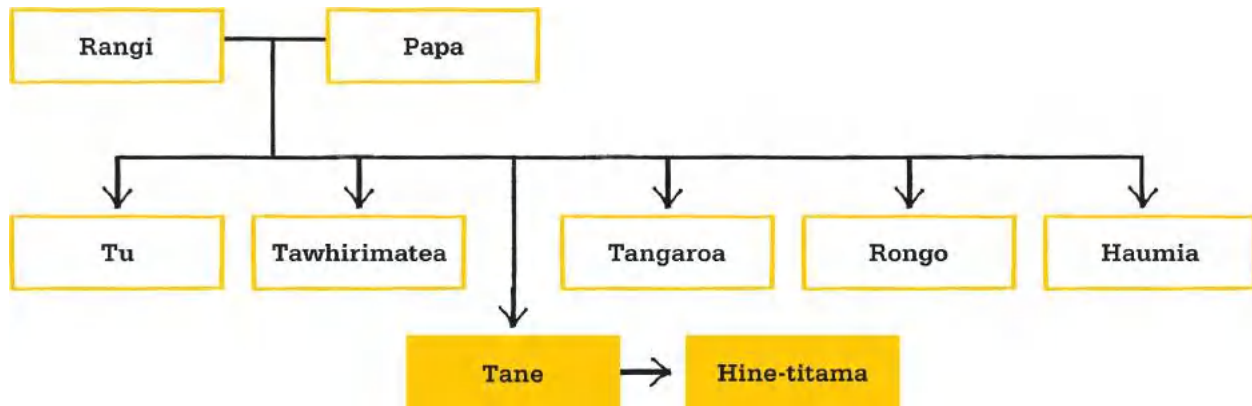 Rangi
Papa
Tu
Tawhirimatea
Tangaroa
Rongo
Haumia
Tane
Hine-titama